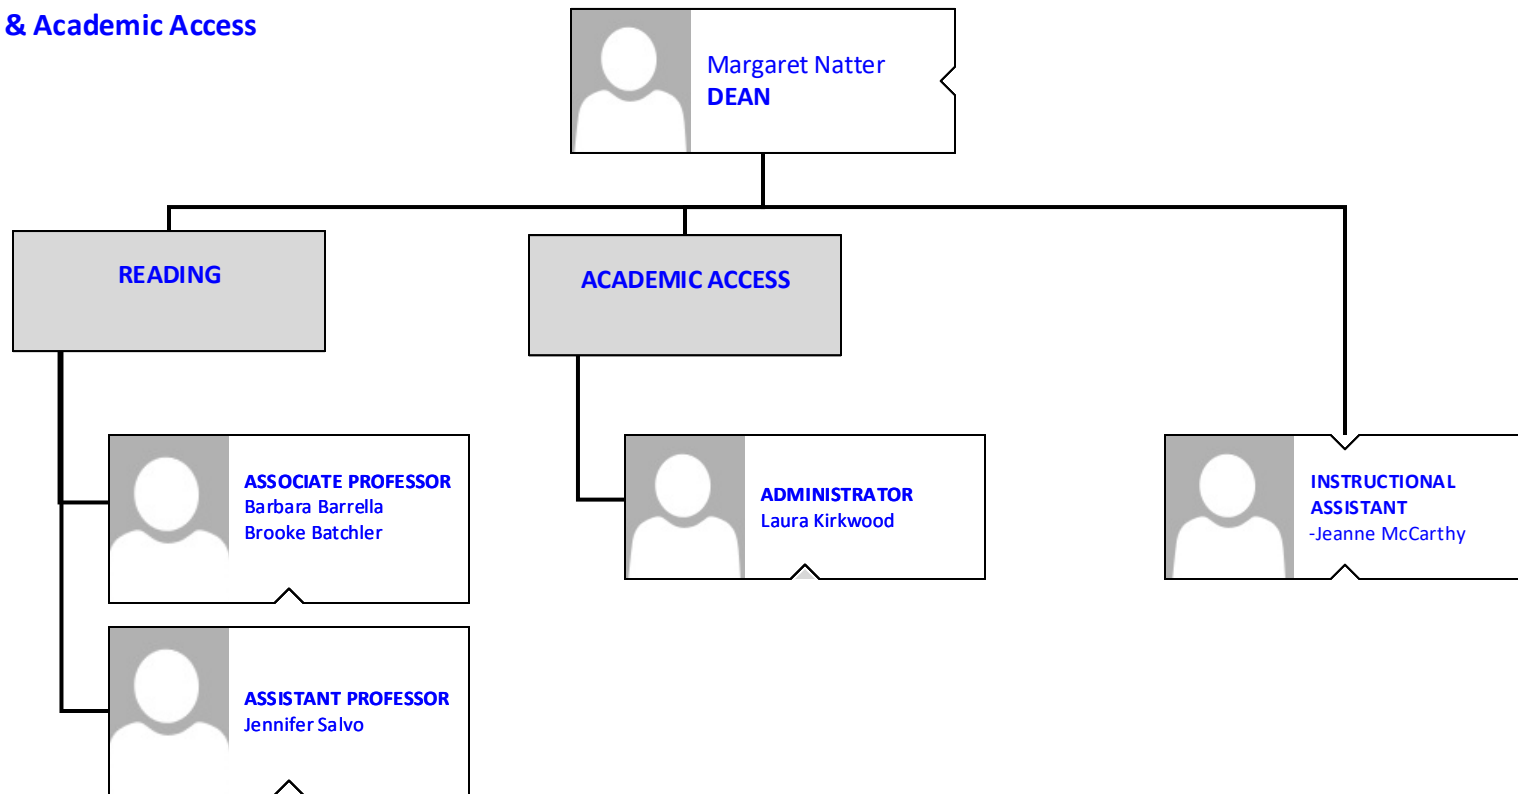 & Academic Access
Margaret Natter
DEAN
READING
ACADEMIC ACCESS
ASSOCIATE PROFESSOR
Barbara Barrella
Brooke Batchler
ADMINISTRATOR
Laura Kirkwood
INSTRUCTIONAL
ASSISTANT
-Jeanne McCarthy
ASSISTANT PROFESSOR
Jennifer Salvo